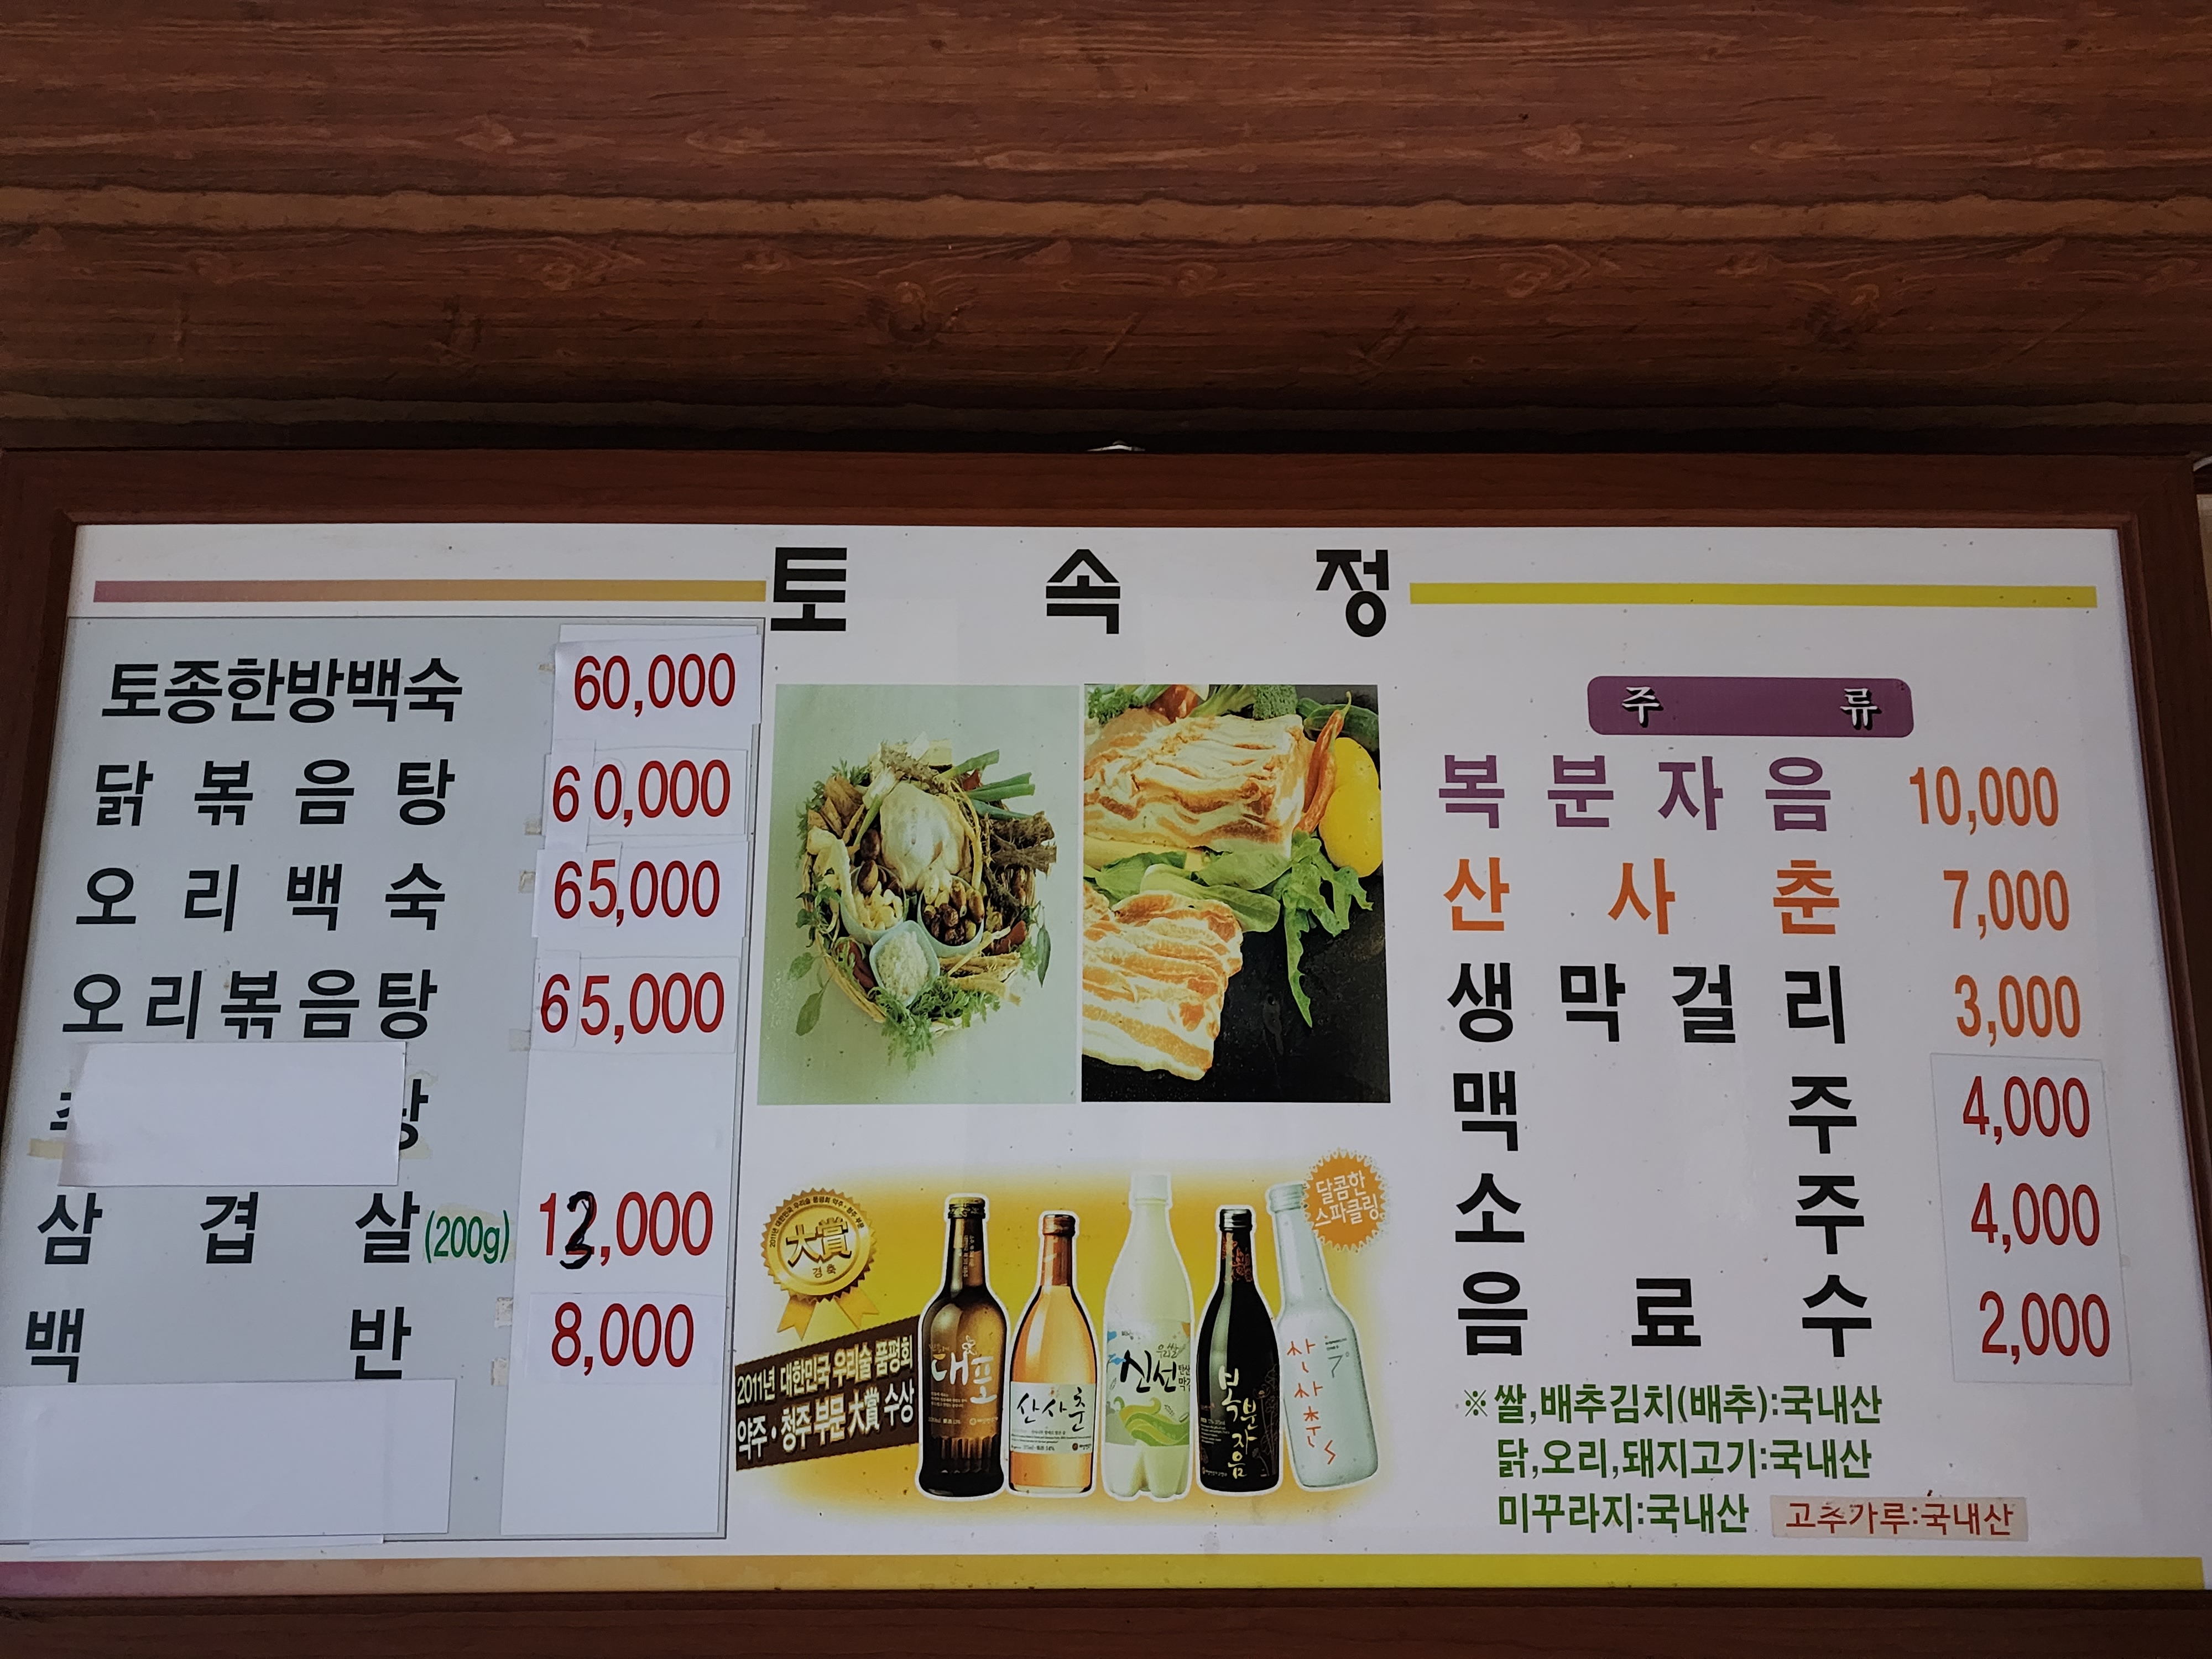 토속정
토종한방백숙 60,000
닭볶음탕 60,000
오리백숙 65,000
오리볶음탕 65,000
탕
삼겹살(200g) 13,000
백반 8,000
주류
복분자음 10,000
산사춘 7,000
생막걸리 3,000
맥주 4,000
소주 4,000
음료수 2,000
※쌀,배추김치(배추):국내산
닭,오리,돼지고기:국내산
미꾸라지:국내산 고추가루:국내산
大賞
경축
2011년 대한민국 우리술 품평회
약주·청주 부문 大賞 수상
대포
산사춘
우리쌀
신선
복분자음
산사춘S
7°
달콤한
스파클링